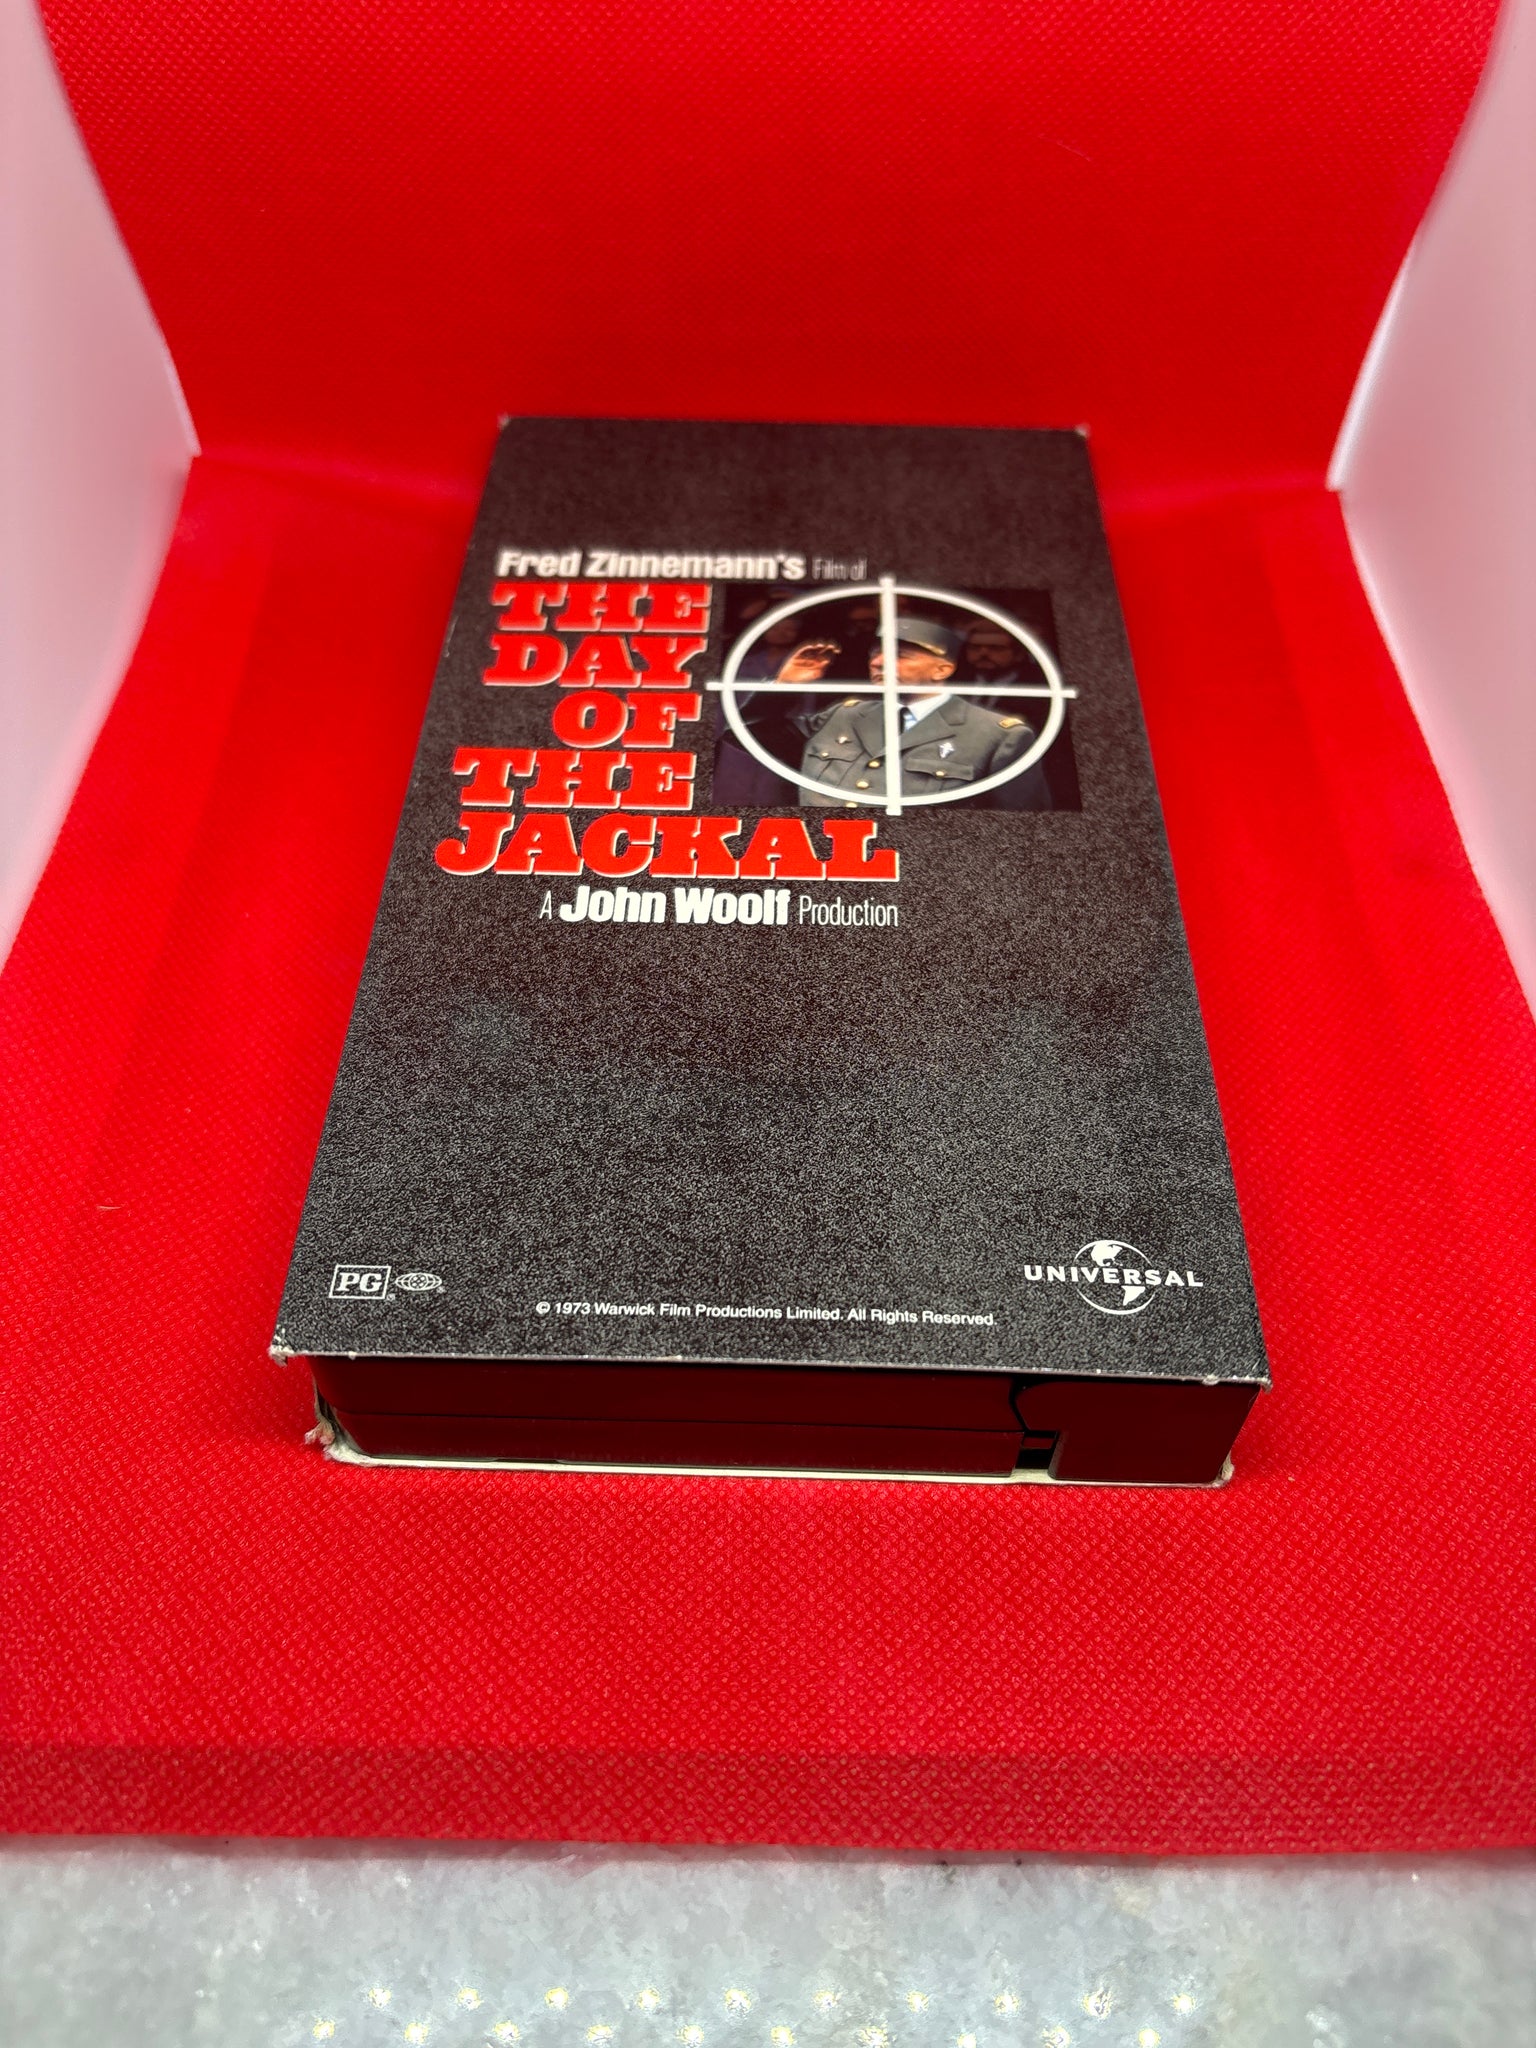 Fred Zinnemann's Film of
THE
DAY
OF
THE
JACKAL
A John Woolf Production
PG
UNIVERSAL
© 1973 Warwick Film Productions Limited. All Rights Reserved.